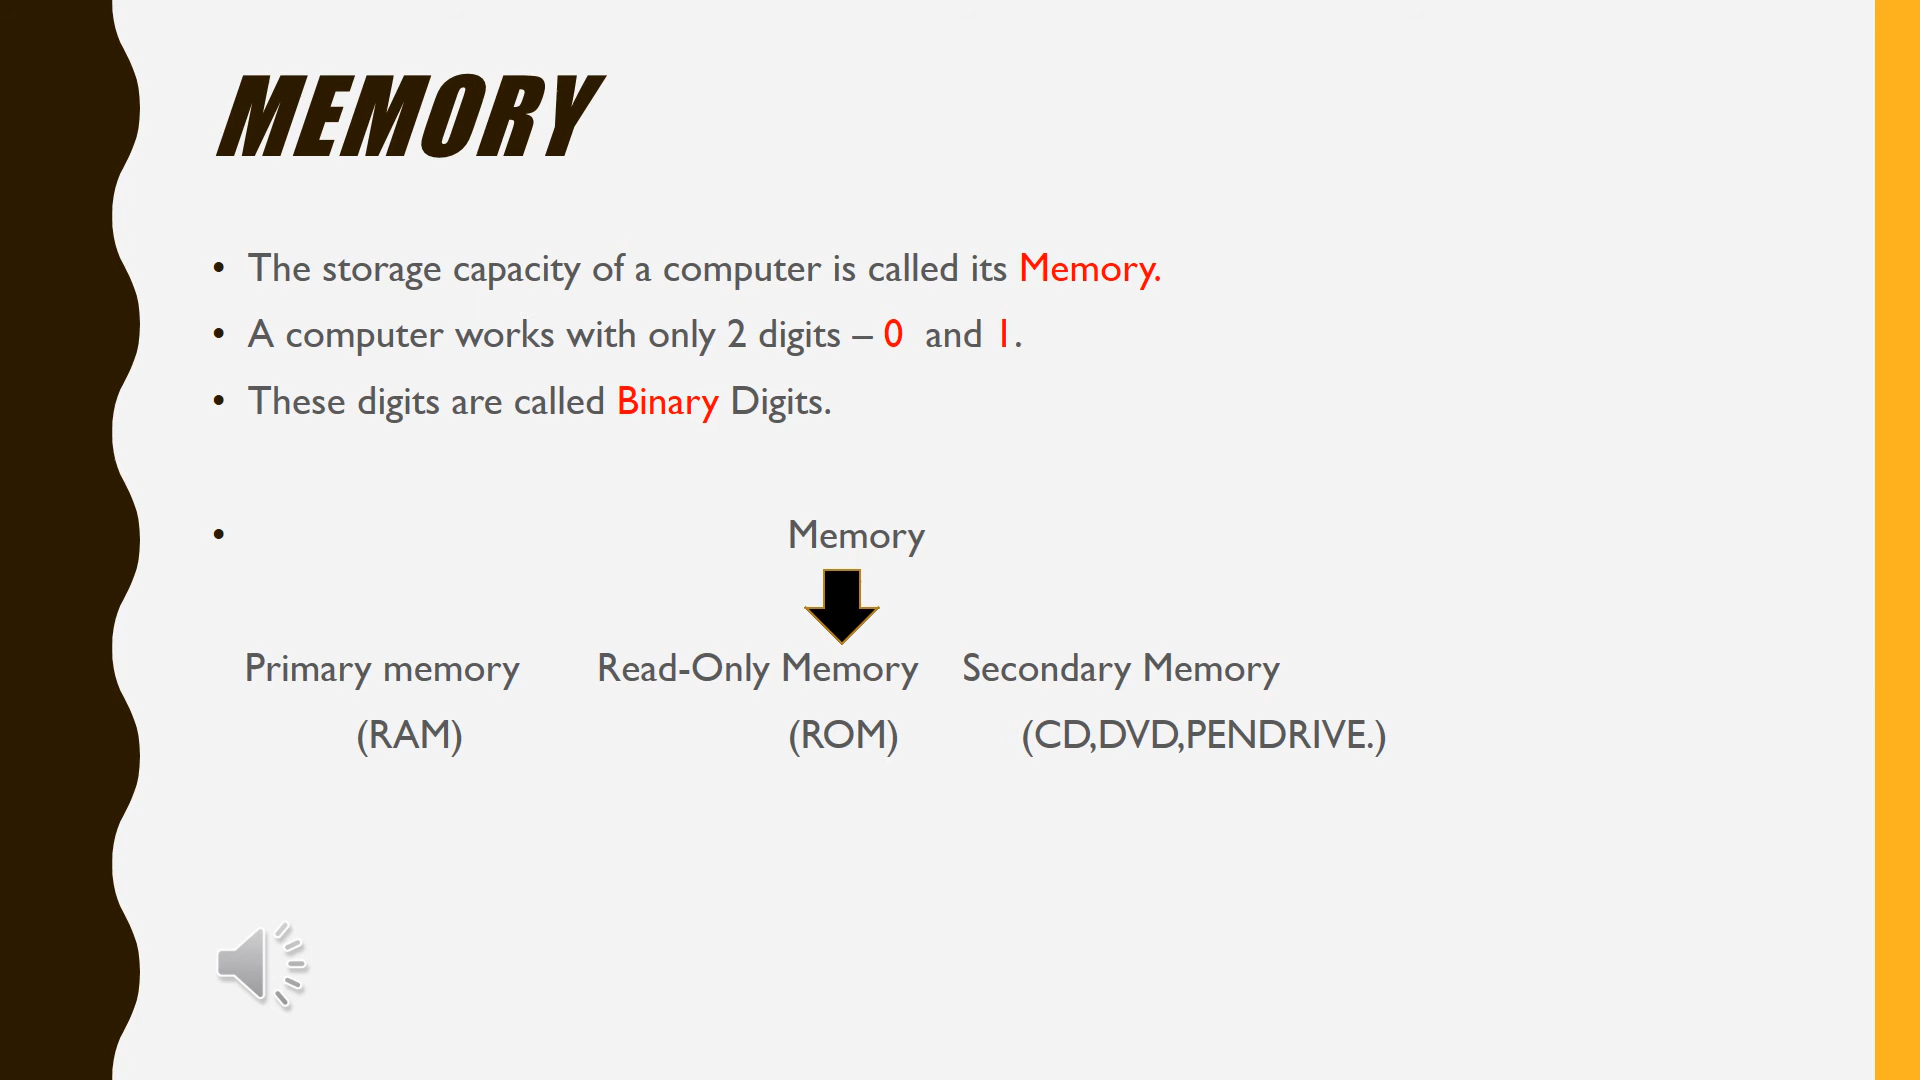 MEMORY
• The storage capacity of a computer is called its Memory.
• A computer works with only 2 digits – 0 and 1.
• These digits are called Binary Digits.
• Memory
Primary memory Read-Only Memory Secondary Memory
(RAM) (ROM) (CD,DVD,PENDRIVE.)